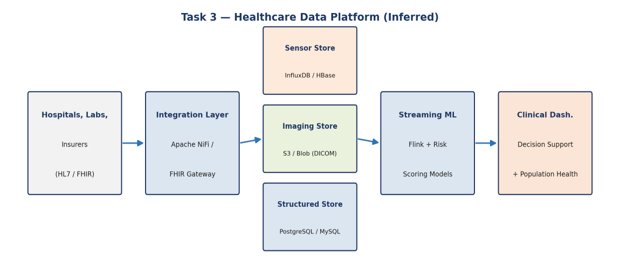 Task 3 — Healthcare Data Platform (Inferred)
Hospitals, Labs,
Insurers
(HL7 / FHIR)
Integration Layer
Apache NiFi /
FHIR Gateway
Sensor Store
InfluxDB / HBase
Imaging Store
S3 / Blob (DICOM)
Structured Store
PostgreSQL / MySQL
Streaming ML
Flink + Risk
Scoring Models
Clinical Dash.
Decision Support
+ Population Health